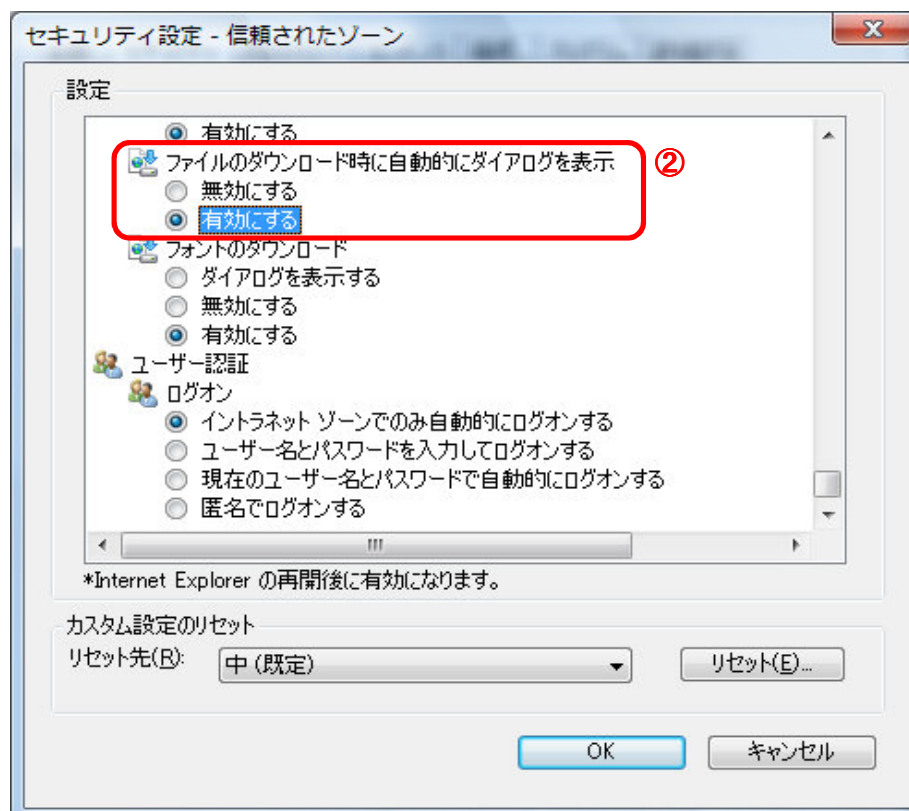 セキュリティ設定 - 信頼されたゾーン
設定
有効にする
ファイルのダウンロード時に自動的にダイアログを表示
②
無効にする
有効にする
フォントのダウンロード
ダイアログを表示する
無効にする
有効にする
ユーザー認証
ログオン
イントラネット ゾーンでのみ自動的にログオンする
ユーザー名とパスワードを入力してログオンする
現在のユーザー名とパスワードで自動的にログオンする
匿名でログオンする
*Internet Explorer の再開後に有効になります。
カスタム設定のリセット
リセット先(R):
中 (既定)
リセット(E)...
OK
キャンセル